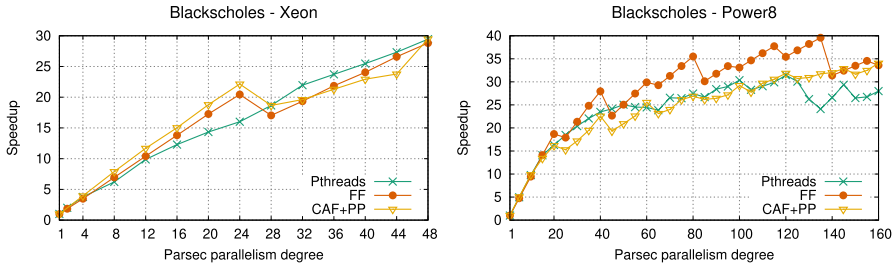 Blackscholes - Xeon
30
25
20
15
10
5
0
Speedup
Pthreads
FF
CAF+PP
1 4 8 12 16 20 24 28 32 36 40 44 48
Parsec parallelism degree
Blackscholes - Power8
40
35
30
25
20
15
10
5
0
Speedup
Pthreads
FF
CAF+PP
1 20 40 60 80 100 120 140 160
Parsec parallelism degree